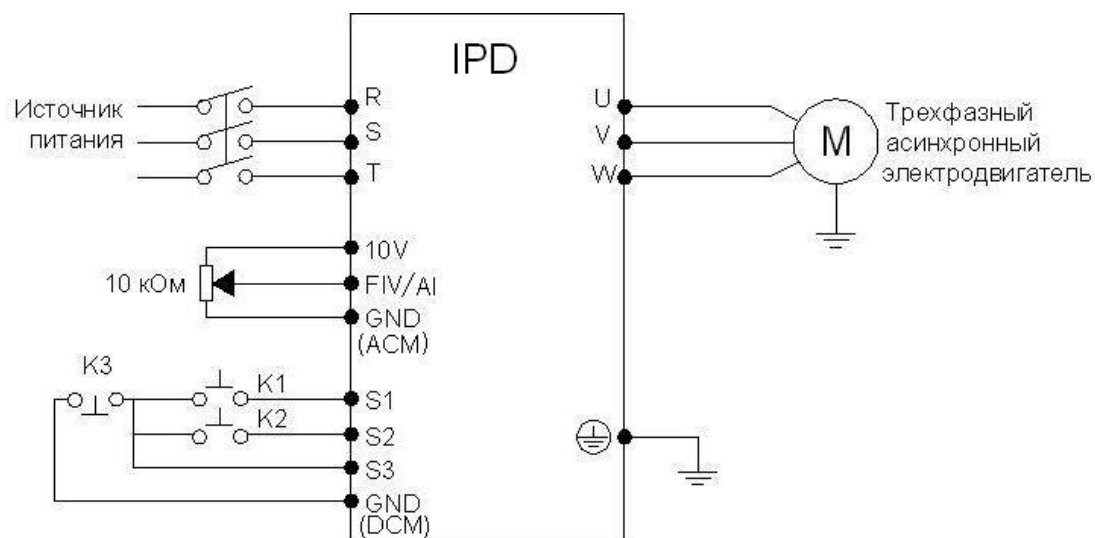 IPD
Источник
питания
R
S
T
U
V
W
M
Трехфазный
асинхронный
электродвигатель
10 кОм
10V
FIV/AI
GND
(ACM)
K3
K1
K2
S1
S2
S3
GND
(DCM)